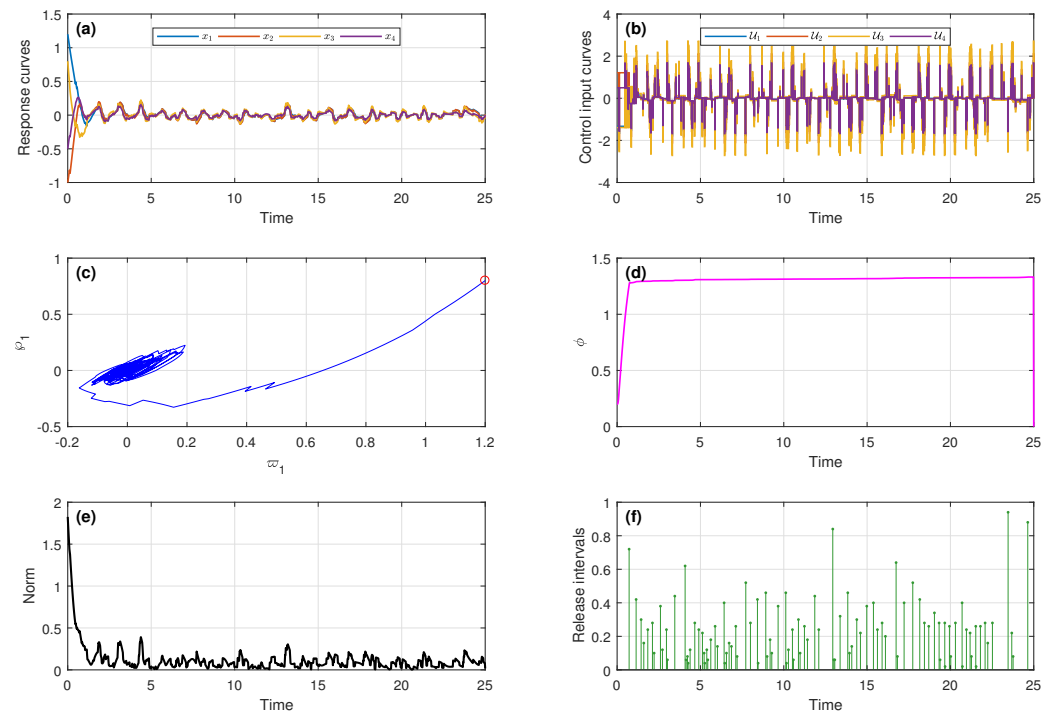 (a)
x₁ x₂ x₃ x₄
Response curves
1.5
1
0.5
0
-0.5
-1
0 5 10 15 20 25
Time
(b)
𝒰₁ 𝒰₂ 𝒰₃ 𝒰₄
Control input curves
4
2
0
-2
-4
0 5 10 15 20 25
Time
(c)
℘₁
1
0.5
0
-0.5
-0.2 0 0.2 0.4 0.6 0.8 1 1.2
ϖ₁
(d)
ϕ
1.5
1
0.5
0
0 5 10 15 20 25
Time
(e)
Norm
2
1.5
1
0.5
0
0 5 10 15 20 25
Time
(f)
Release intervals
1
0.8
0.6
0.4
0.2
0
0 5 10 15 20 25
Time